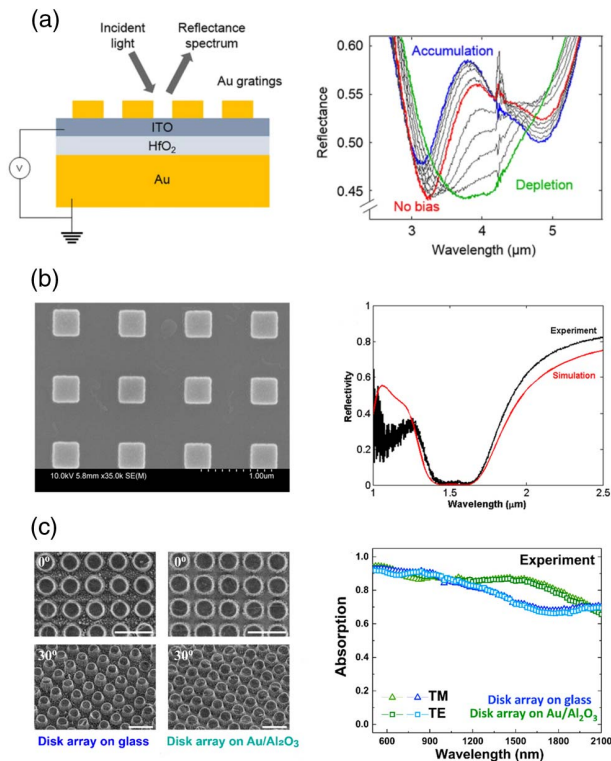 (a)
Incident
light
Reflectance
spectrum
Au gratings
ITO
HfO₂
Au
V
0.60
0.55
0.50
0.45
Reflectance
Accumulation
No bias
Depletion
3
4
5
Wavelength (µm)
(b)
10.0kV 5.8mm x35.0k SE(M)
1.00um
1
0.8
0.6
0.4
0.2
0
Reflectivity
Experiment
Simulation
1
1.5
2
2.5
Wavelength (µm)
(c)
0⁰
0⁰
30⁰
30⁰
Disk array on glass
Disk array on Au/Al₂O₃
1.0
0.8
0.6
0.4
0.2
0.0
Absorption
Experiment
TM
TE
Disk array on glass
Disk array on Au/Al₂O₃
600
900
1200
1500
1800
2100
Wavelength (nm)